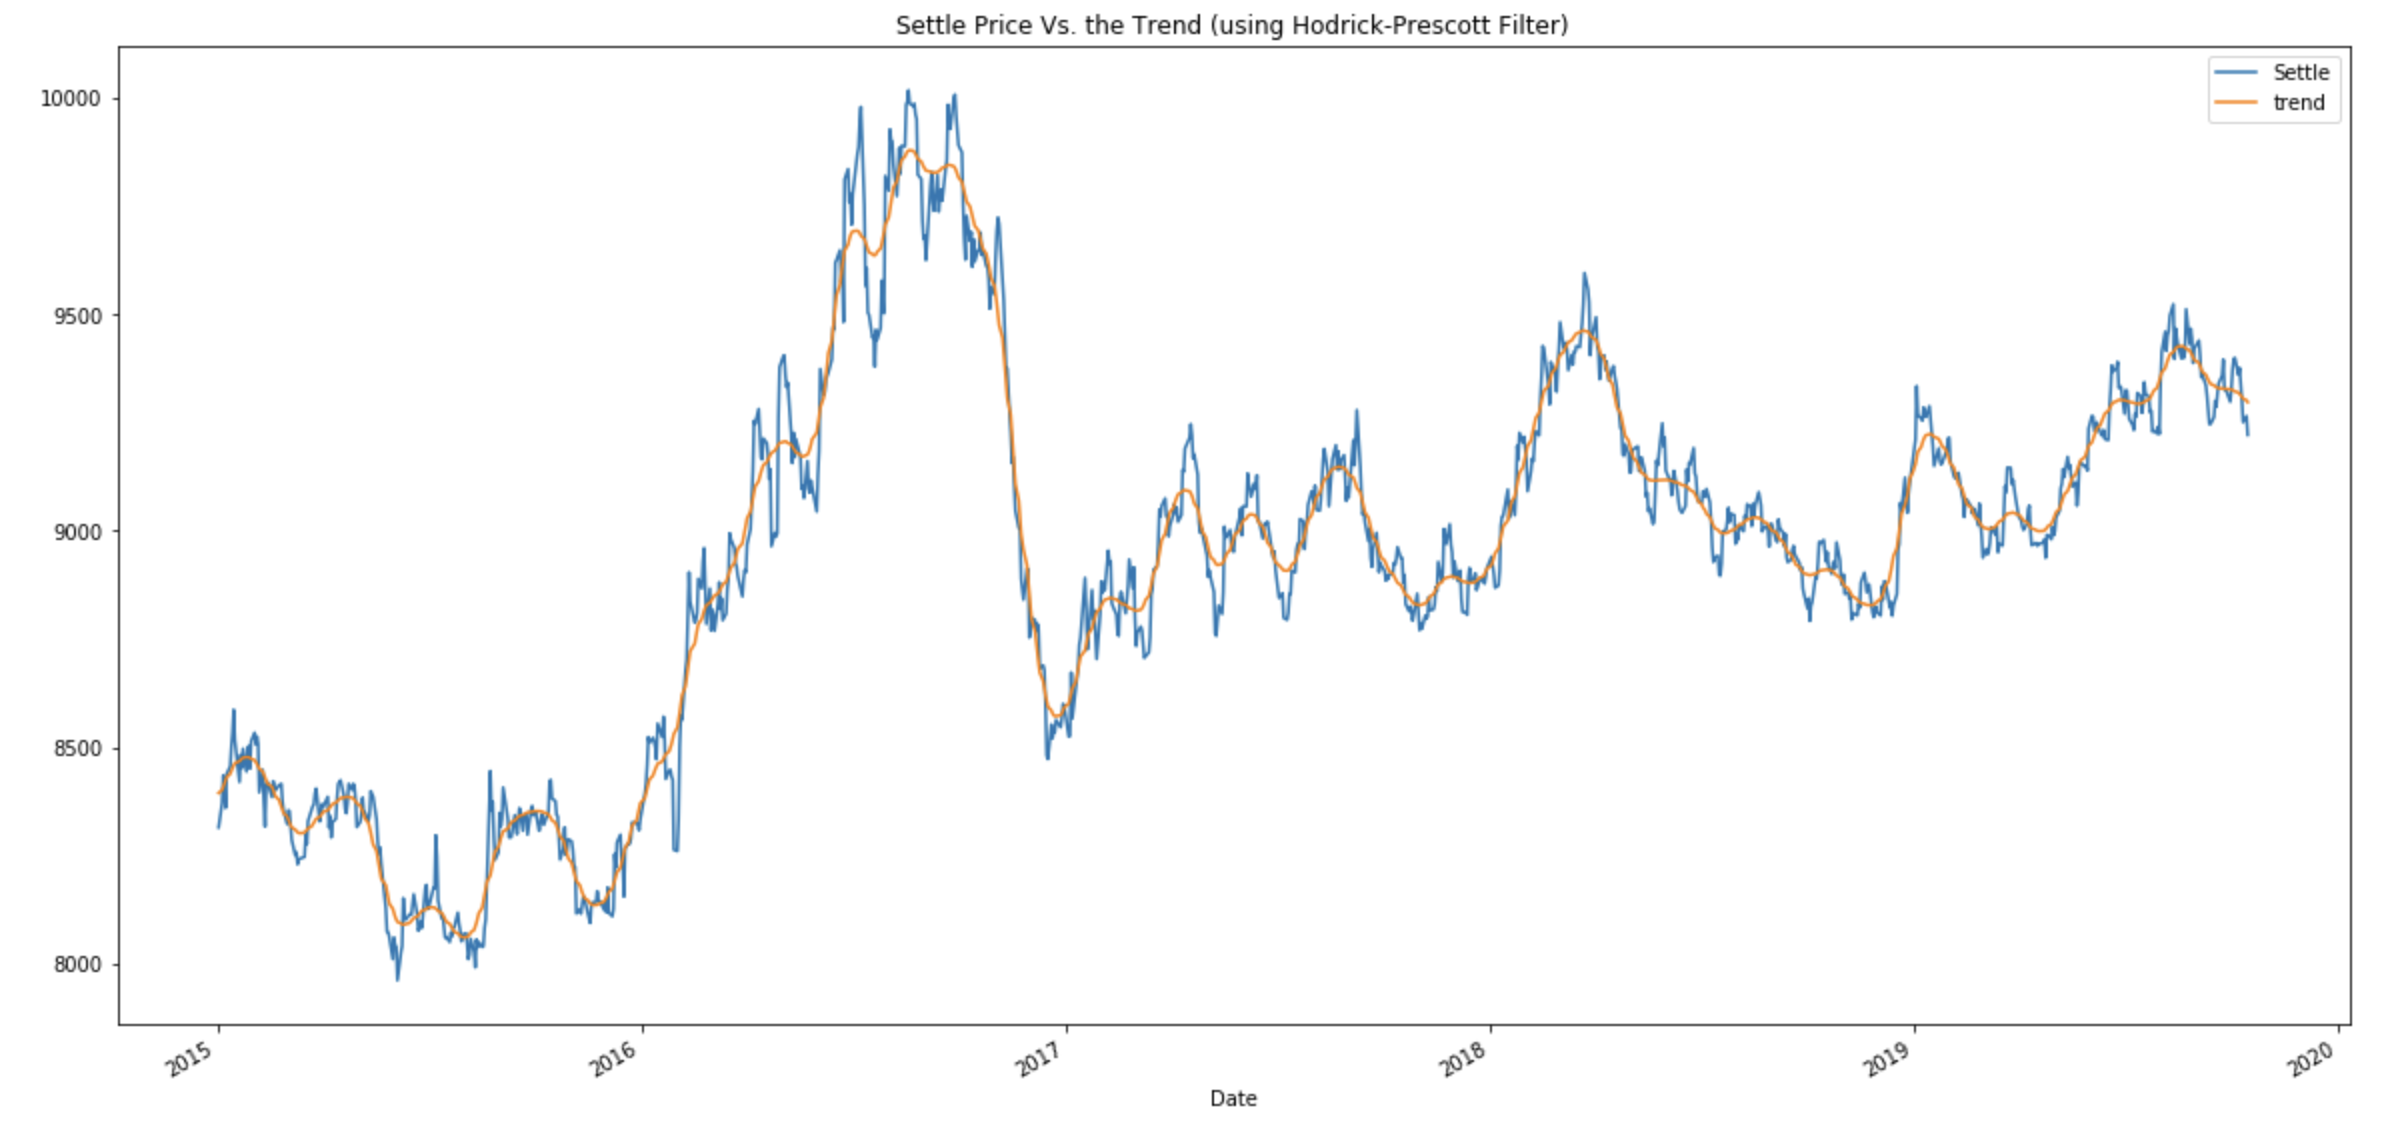 Settle Price Vs. the Trend (using Hodrick-Prescott Filter)
Settle
trend
10000
9500
9000
8500
8000
2015
2016
2017
2018
2019
2020
Date